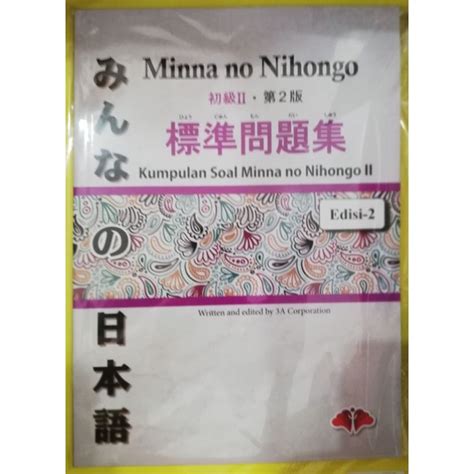 みんなの日本語
Minna no Nihongo
初級II・第2版
ひょう じゅん もん だい しゅう
標準問題集
Kumpulan Soal Minna no Nihongo II
Edisi-2
Written and edited by 3A Corporation